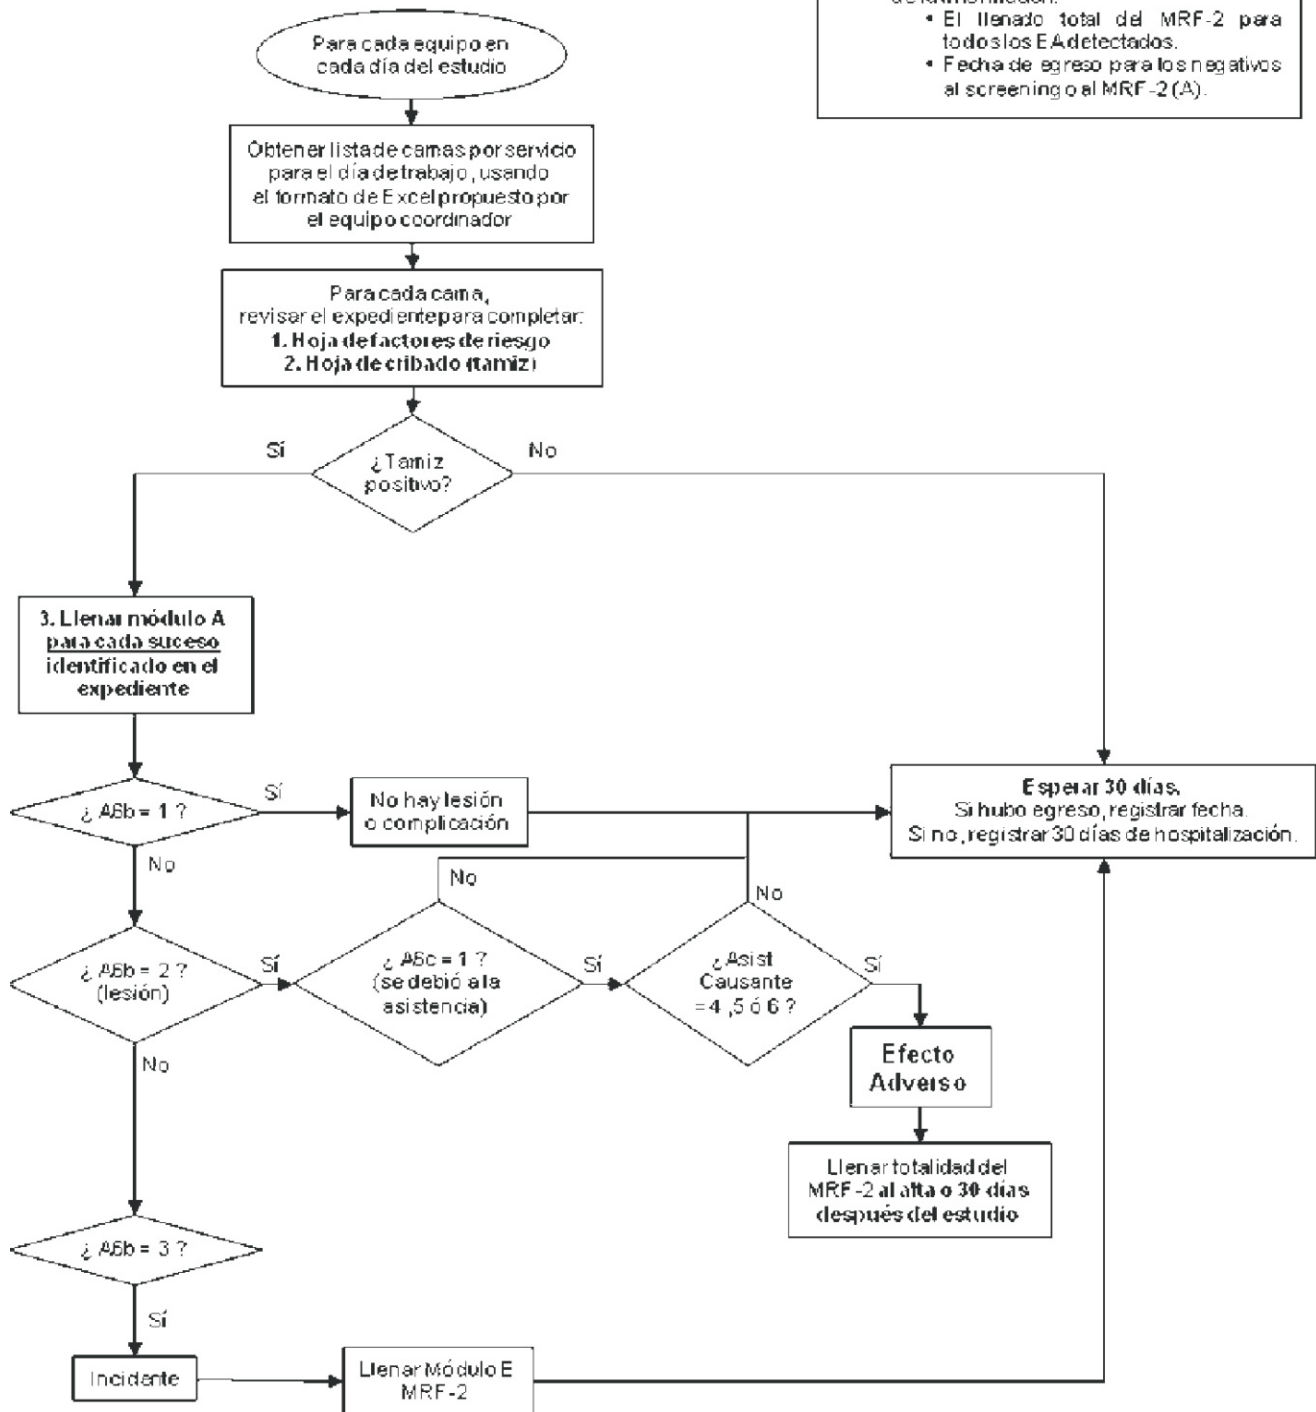 • El llenado total del MRF-2 para
todos los EA detectados.
• Fecha de egreso para los negativos
al screening o al MRF-2 (A).
Para cada equipo en
cada día del estudio
Obtener lista de camas por servicio
para el día de trabajo, usando
el formato de Excel propuesto por
el equipo coordinador
Para cada cama,
revisar el expediente para completar:
1. Hoja de factores de riesgo
2. Hoja de cribado (tamiz)
Sí
No
¿Tamiz
positivo?
3. Llenar módulo A
para cada suceso
identificado en el
expediente
¿ A6b = 1 ?
Sí
No hay lesión
o complicación
Esperar 30 días.
Si hubo egreso, registrar fecha.
Si no, registrar 30 días de hospitalización.
No
No
No
¿ A6b = 2 ?
(lesión)
Sí
¿ A6c = 1 ?
(se debió a la
asistencia)
Sí
¿Asist
Causante
= 4 ,5 ó 6 ?
Sí
Efecto
Adverso
No
Llenar totalidad del
MRF-2 al alta o 30 días
después del estudio
¿ A6b = 3 ?
Sí
Incidente
Llenar Módulo E
MRF-2